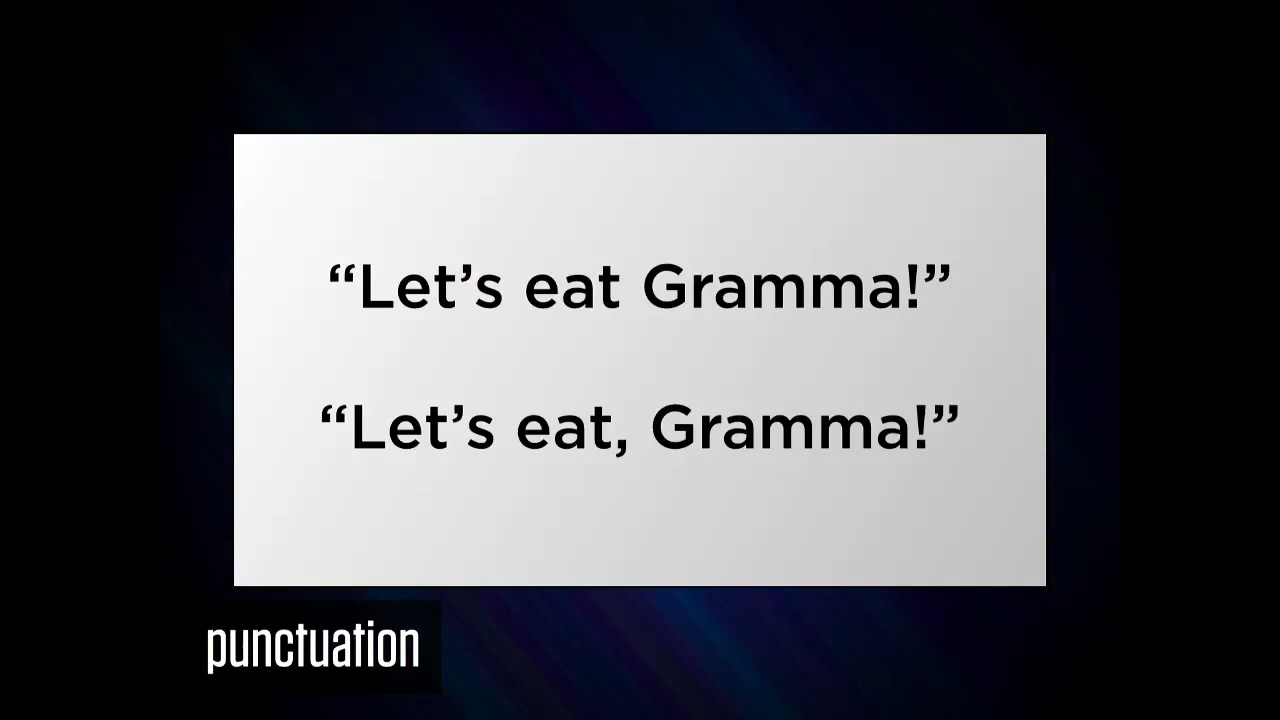 “Let’s eat Gramma!”
“Let’s eat, Gramma!”
punctuation